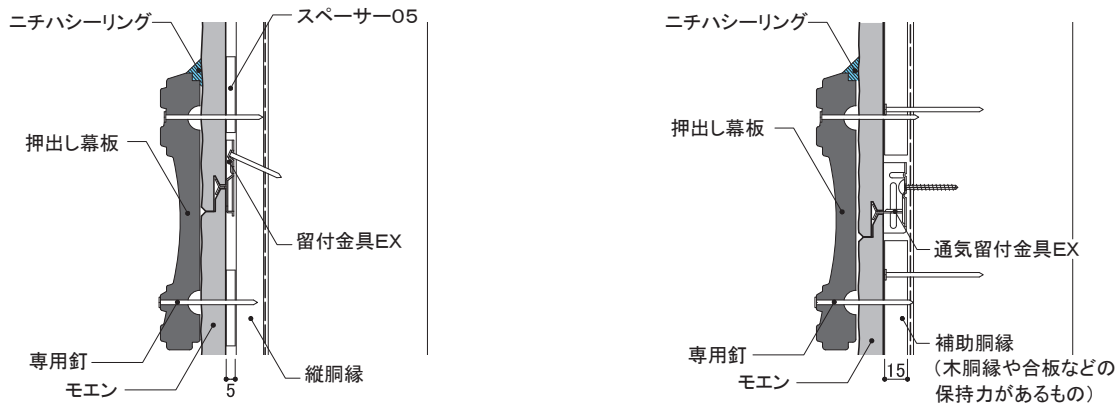 ニチハシーリング
スペーサー05
押出し幕板
留付金具EX
専用釘
モエン
縦胴縁
5
ニチハシーリング
押出し幕板
通気留付金具EX
専用釘
モエン
15
補助胴縁
（木胴縁や合板などの
保持力があるもの）